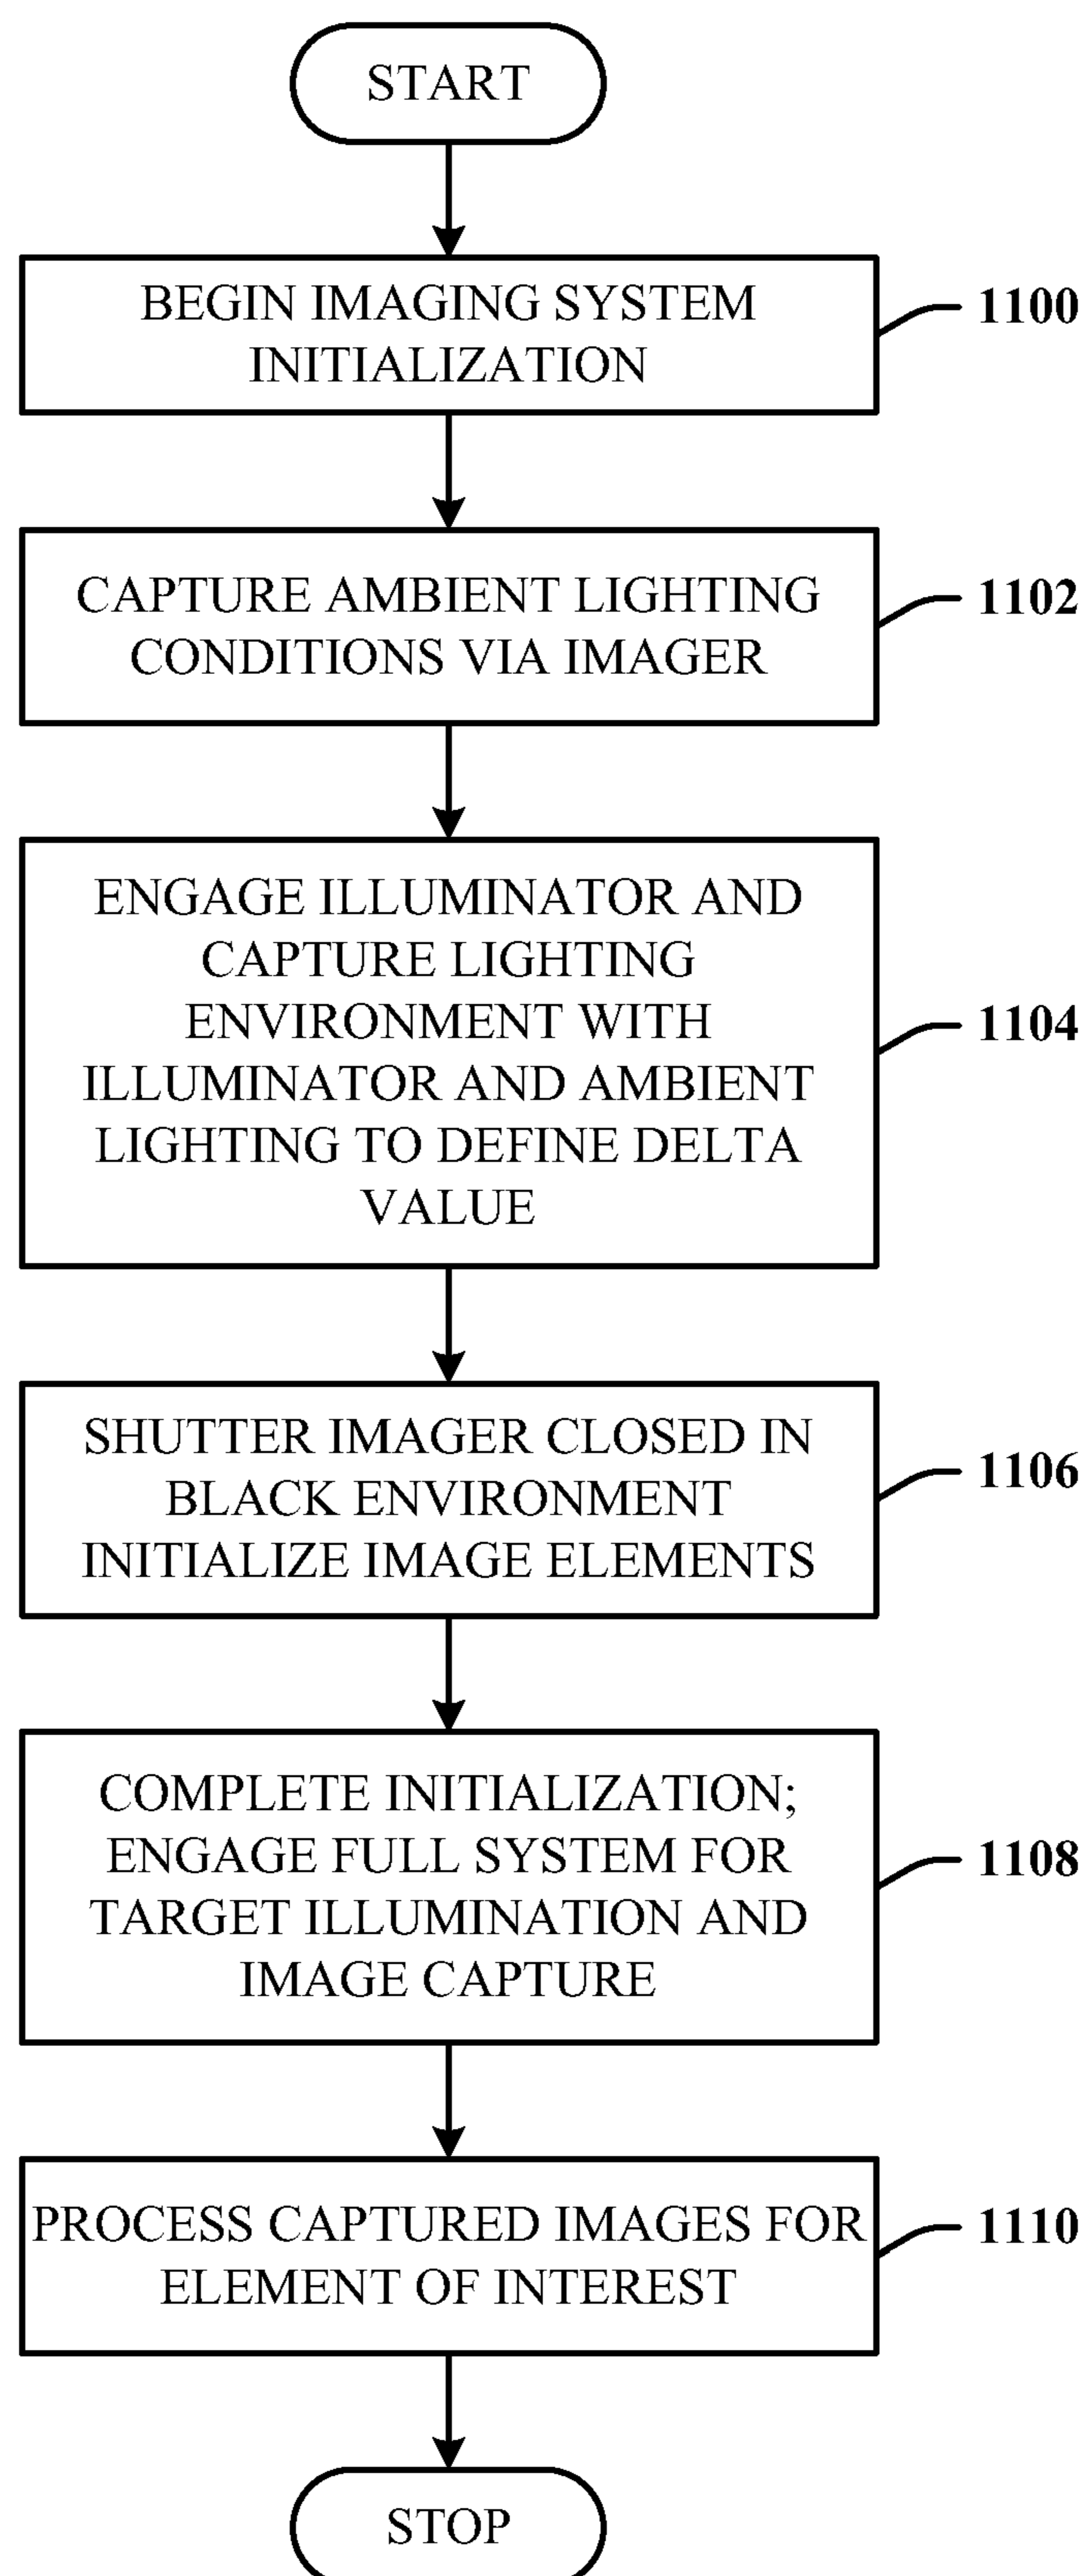 START
BEGIN IMAGING SYSTEM
INITIALIZATION
1100
CAPTURE AMBIENT LIGHTING
CONDITIONS VIA IMAGER
1102
ENGAGE ILLUMINATOR AND
CAPTURE LIGHTING
ENVIRONMENT WITH
ILLUMINATOR AND AMBIENT
LIGHTING TO DEFINE DELTA
VALUE
1104
SHUTTER IMAGER CLOSED IN
BLACK ENVIRONMENT
INITIALIZE IMAGE ELEMENTS
1106
COMPLETE INITIALIZATION;
ENGAGE FULL SYSTEM FOR
TARGET ILLUMINATION AND
IMAGE CAPTURE
1108
PROCESS CAPTURED IMAGES FOR
ELEMENT OF INTEREST
1110
STOP